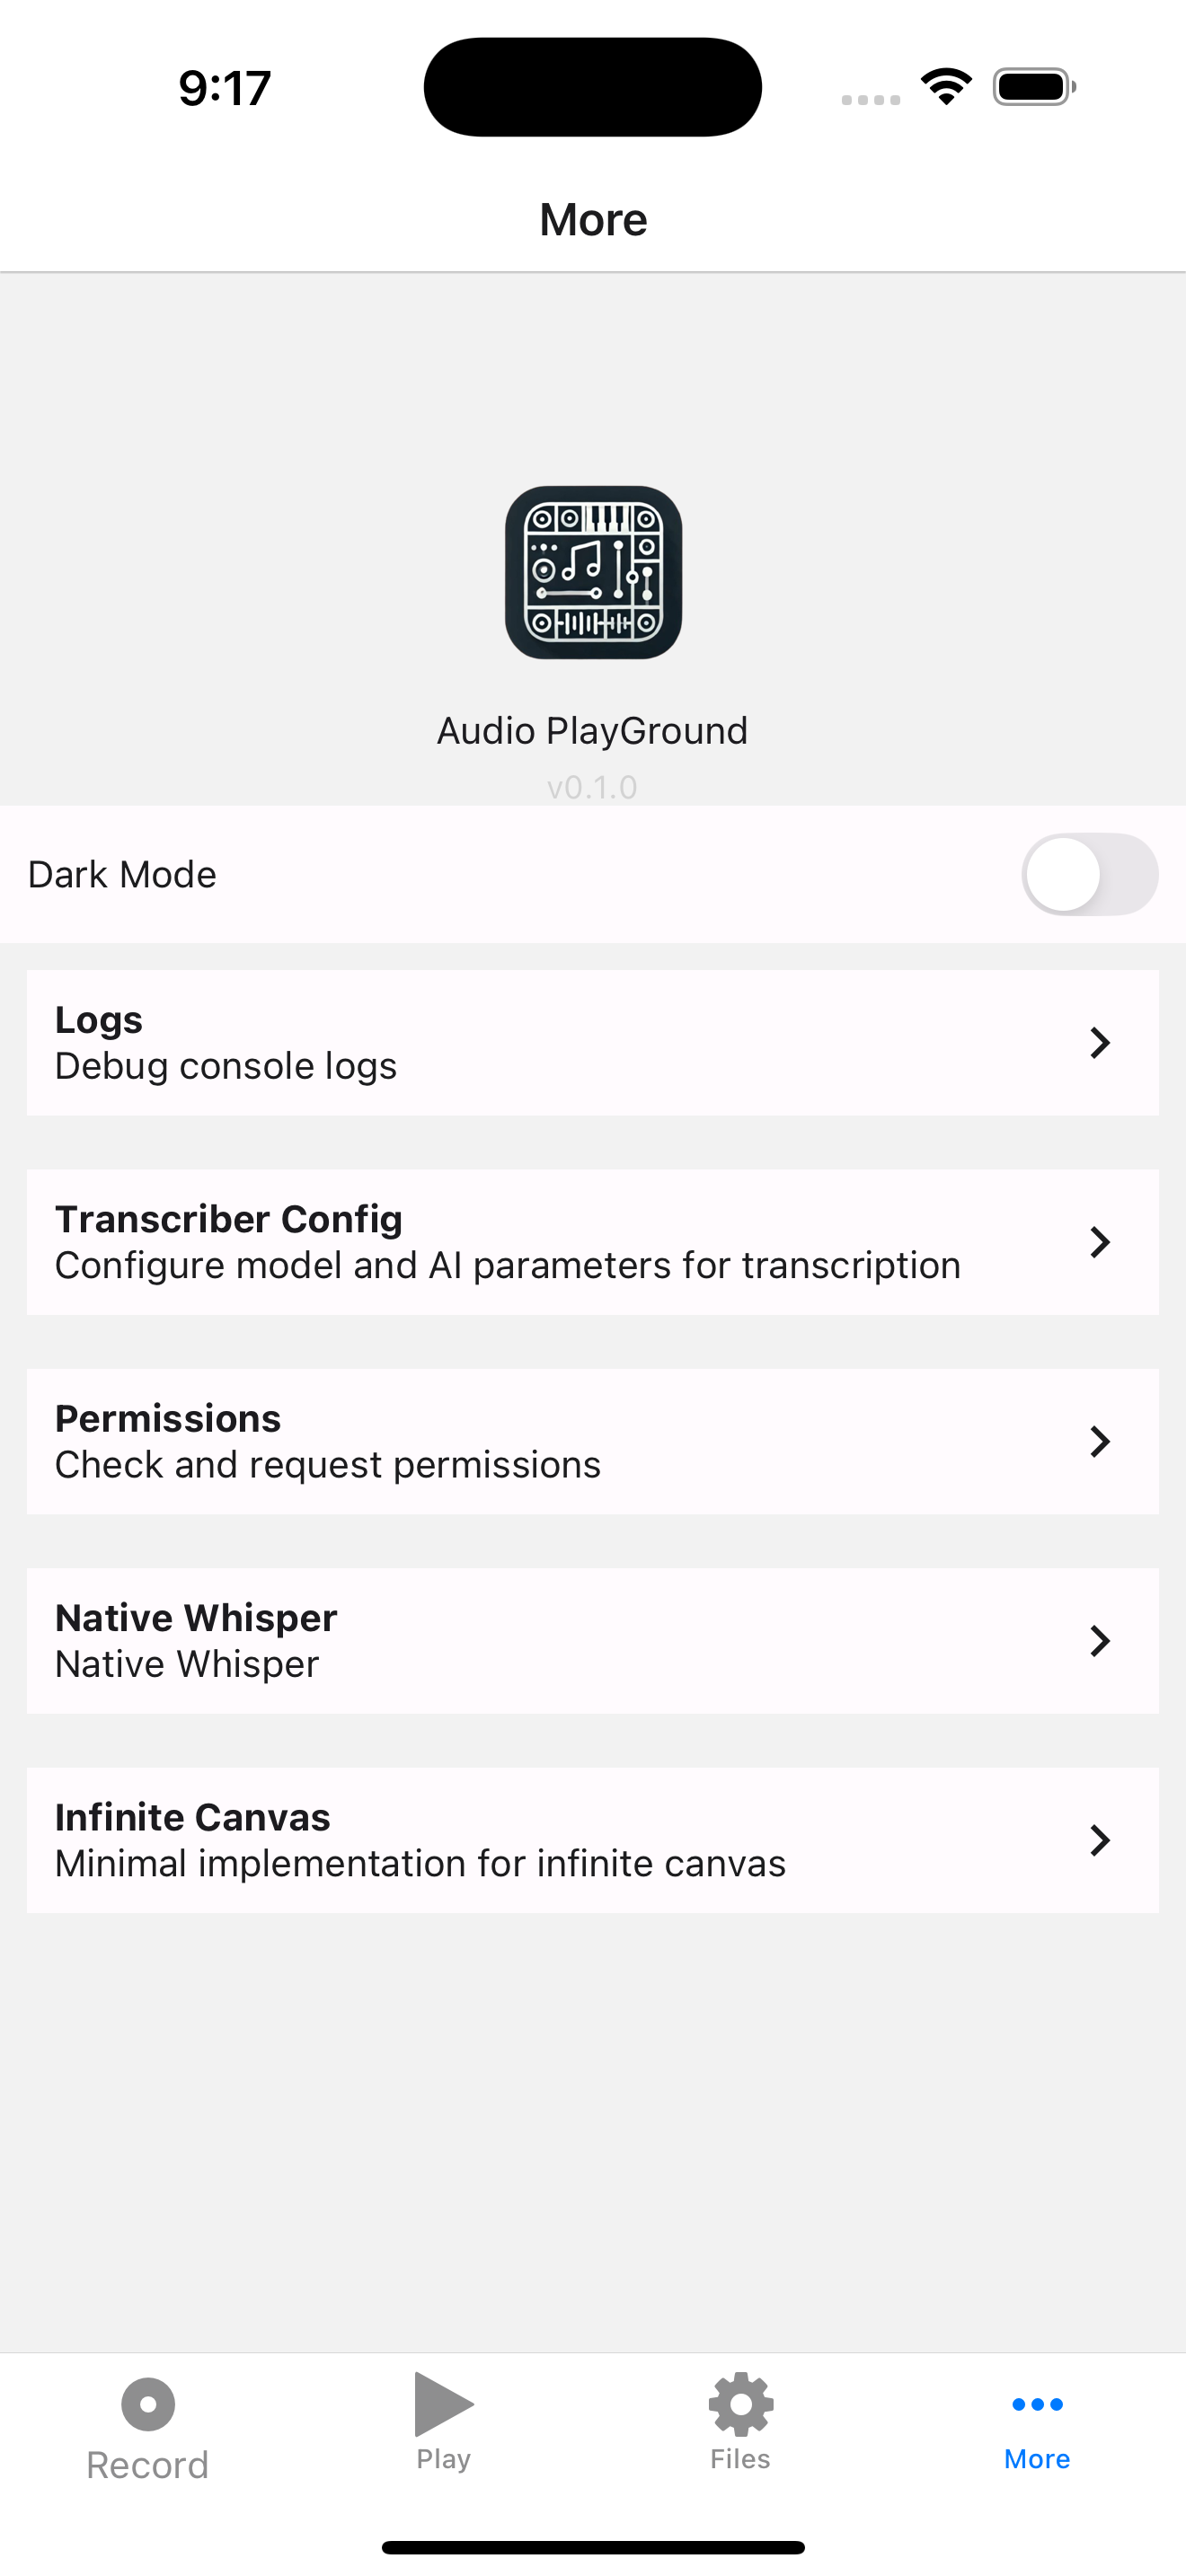 9:17
More
Audio PlayGround
v0.1.0
Dark Mode
Logs
Debug console logs
Transcriber Config
Configure model and AI parameters for transcription
Permissions
Check and request permissions
Native Whisper
Native Whisper
Infinite Canvas
Minimal implementation for infinite canvas
Record
Play
Files
More